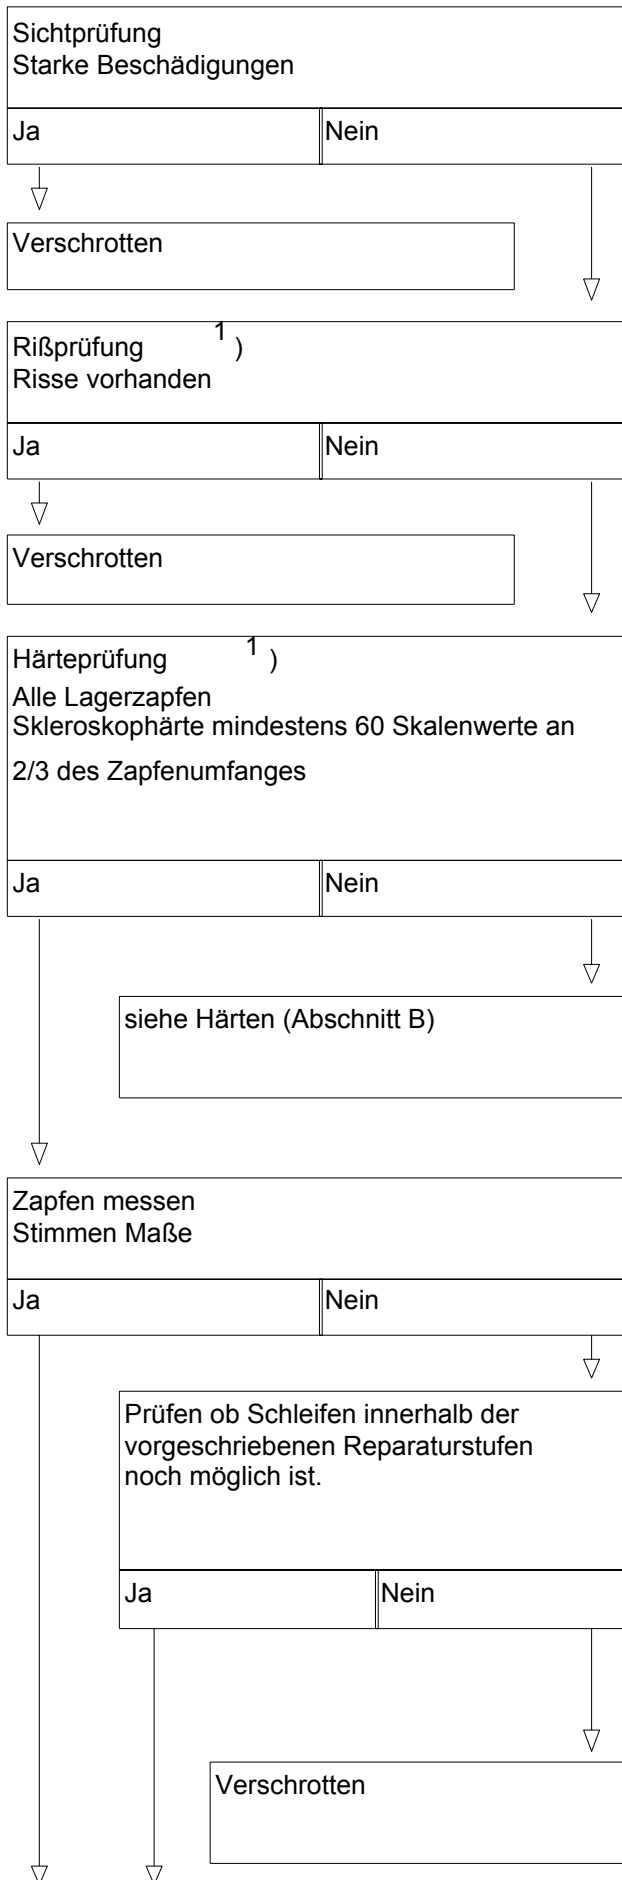 Sichtprüfung
Starke Beschädigungen
Ja Nein
Verschrotten
Rißprüfung 1 )
Risse vorhanden
Ja Nein
Verschrotten
Härteprüfung 1 )
Alle Lagerzapfen
Skleroskophärte mindestens 60 Skalenwerte an
2/3 des Zapfenumfanges
Ja Nein
siehe Härten (Abschnitt B)
Zapfen messen
Stimmen Maße
Ja Nein
Prüfen ob Schleifen innerhalb der
vorgeschriebenen Reparaturstufen
noch möglich ist.
Ja Nein
Verschrotten